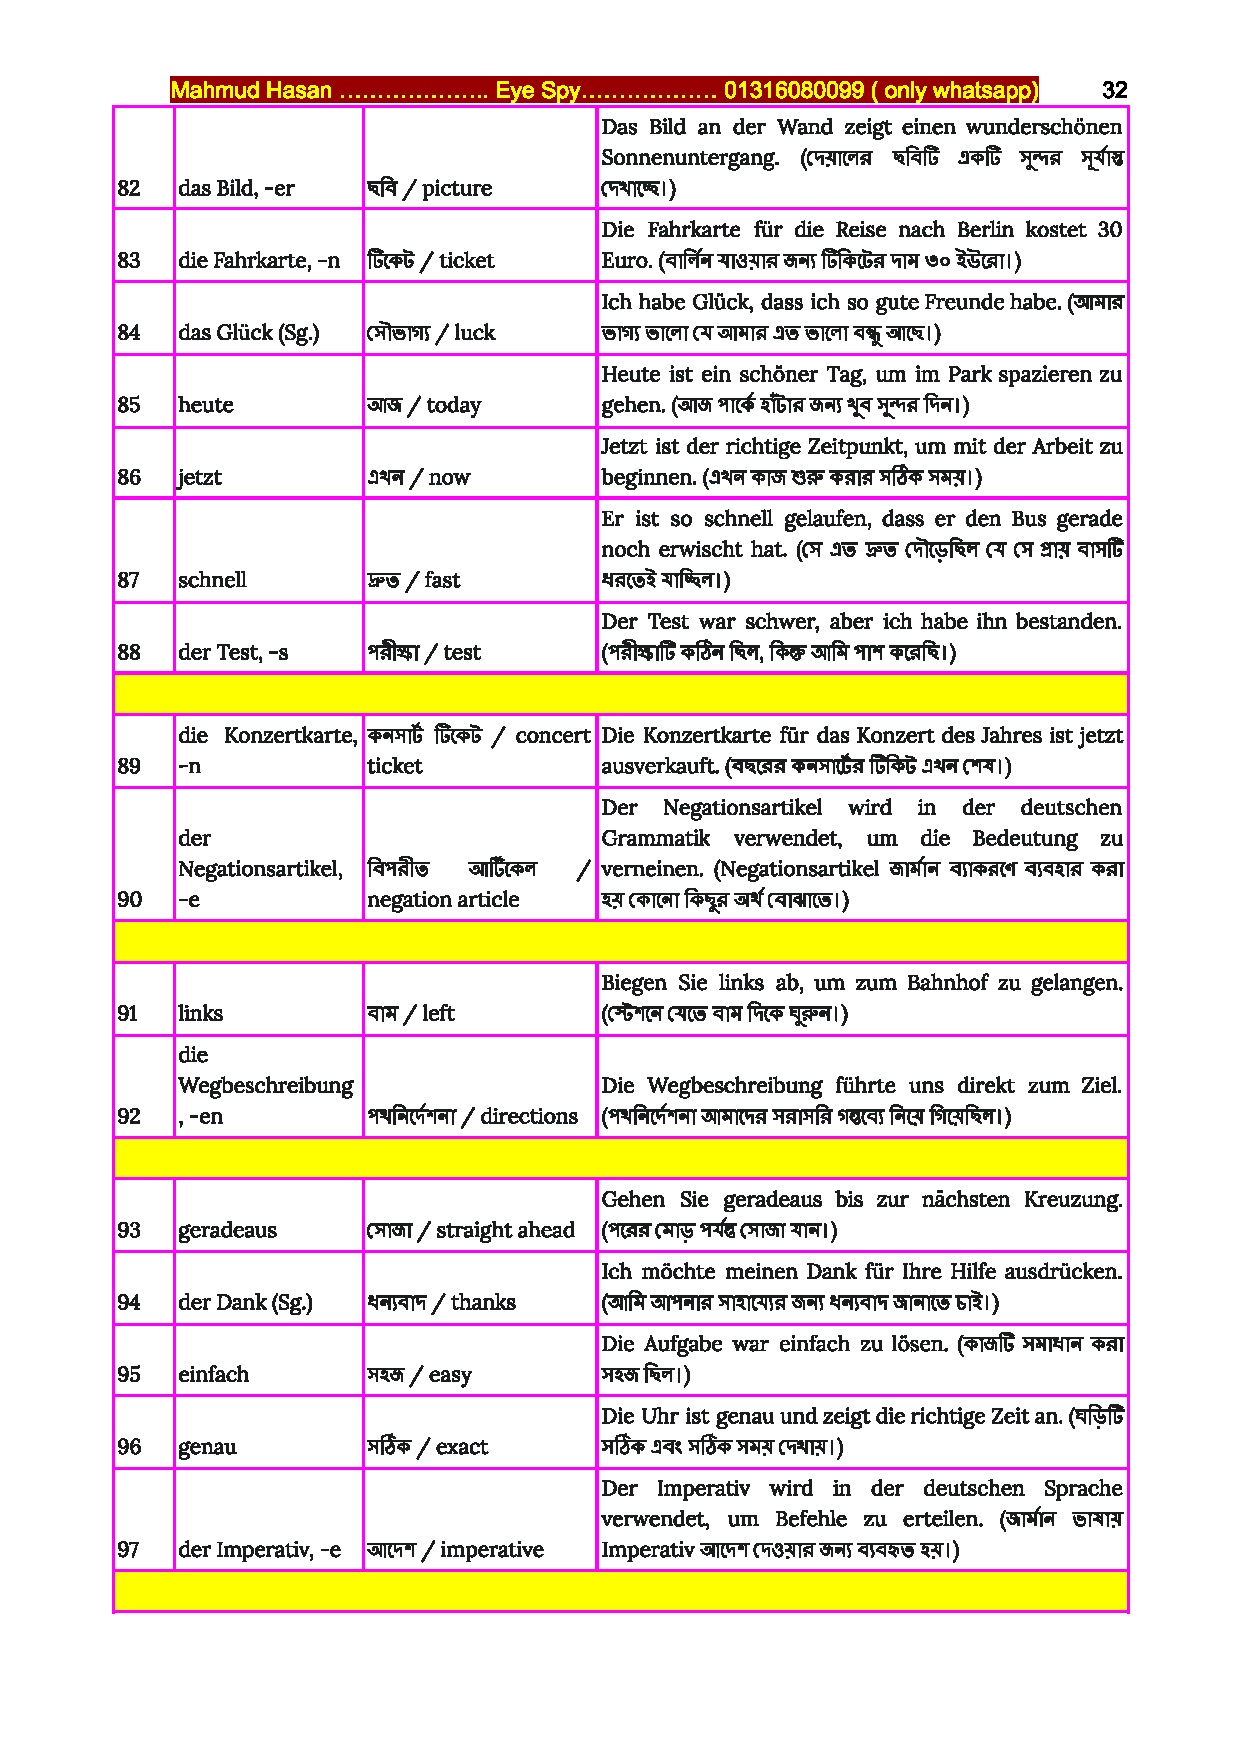 Mahmud Hasan ……………….. Eye Spy……………… 01316080099 ( only whatsapp) 32
Das Bild an der Wand zeigt einen wunderschönen
Sonnenuntergang. (দেয়ালের ছবিটি একটি সুন্দর সূর্যাস্ত
82 das Bild, -er ছবি / picture দেখাচ্ছে।)
Die Fahrkarte für die Reise nach Berlin kostet 30
83 die Fahrkarte, -n টিকেট / ticket Euro. (বার্লিন যাওয়ার জন্য টিকিটের দাম ৩০ ইউরো।)
Ich habe Glück, dass ich so gute Freunde habe. (আমার
84 das Glück (Sg.) সৌভাগ্য / luck ভাগ্য ভালো যে আমার এত ভালো বন্ধু আছে।)
Heute ist ein schöner Tag, um im Park spazieren zu
85 heute আজ / today gehen. (আজ পার্কে হাঁটার জন্য খুব সুন্দর দিন।)
Jetzt ist der richtige Zeitpunkt, um mit der Arbeit zu
86 jetzt এখন / now beginnen. (এখন কাজ শুরু করার সঠিক সময়।)
Er ist so schnell gelaufen, dass er den Bus gerade
noch erwischt hat. (সে এত দ্রুত দৌড়েছিল যে সে প্রায় বাসটি
87 schnell দ্রুত / fast ধরতেই যাচ্ছিল।)
Der Test war schwer, aber ich habe ihn bestanden.
88 der Test, -s পরীক্ষা / test (পরীক্ষাটি কঠিন ছিল, কিন্তু আমি পাশ করেছি।)
die Konzertkarte, কনসার্ট টিকেট / concert Die Konzertkarte für das Konzert des Jahres ist jetzt
89 -n ticket ausverkauft. (বছরের কনসার্টের টিকিট এখন শেষ।)
Der Negationsartikel wird in der deutschen
der Grammatik verwendet, um die Bedeutung zu
Negationsartikel, বিপরীত আর্টিকেল / verneinen. (Negationsartikel জার্মান ব্যাকরণে ব্যবহার করা
90 -e negation article হয় কোনো কিছুর অর্থ বোঝাতে।)
Biegen Sie links ab, um zum Bahnhof zu gelangen.
91 links বাম / left (স্টেশনে যেতে বাম দিকে ঘুরুন।)
die
Wegbeschreibung Die Wegbeschreibung führte uns direkt zum Ziel.
92 , -en পথনির্দেশনা / directions (পথনির্দেশনা আমাদের সরাসরি গন্তব্যে নিয়ে গিয়েছিল।)
Gehen Sie geradeaus bis zur nächsten Kreuzung.
93 geradeaus সোজা / straight ahead (পরের মোড় পর্যন্ত সোজা যান।)
Ich möchte meinen Dank für Ihre Hilfe ausdrücken.
94 der Dank (Sg.) ধন্যবাদ / thanks (আমি আপনার সাহায্যের জন্য ধন্যবাদ জানাতে চাই।)
Die Aufgabe war einfach zu lösen. (কাজটি সমাধান করা
95 einfach সহজ / easy সহজ ছিল।)
Die Uhr ist genau und zeigt die richtige Zeit an. (ঘড়িটি
96 genau সঠিক / exact সঠিক এবং সঠিক সময় দেখায়।)
Der Imperativ wird in der deutschen Sprache
verwendet, um Befehle zu erteilen. (জার্মান ভাষায়
97 der Imperativ, -e আদেশ / imperative Imperativ আদেশ দেওয়ার জন্য ব্যবহৃত হয়।)